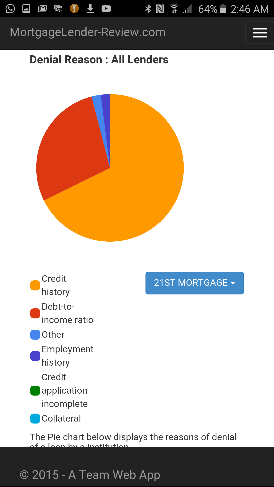 64% 2:46 AM
MortgageLender-Review.com
Denial Reason : All Lenders
21ST MORTGAGE
Credit
history
Debt-to-
income ratio
Other
Employment
history
Credit
application
incomplete
Collateral
The Pie chart below displays the reasons of denial
of a loan by a Institution
© 2015 - A Team Web App